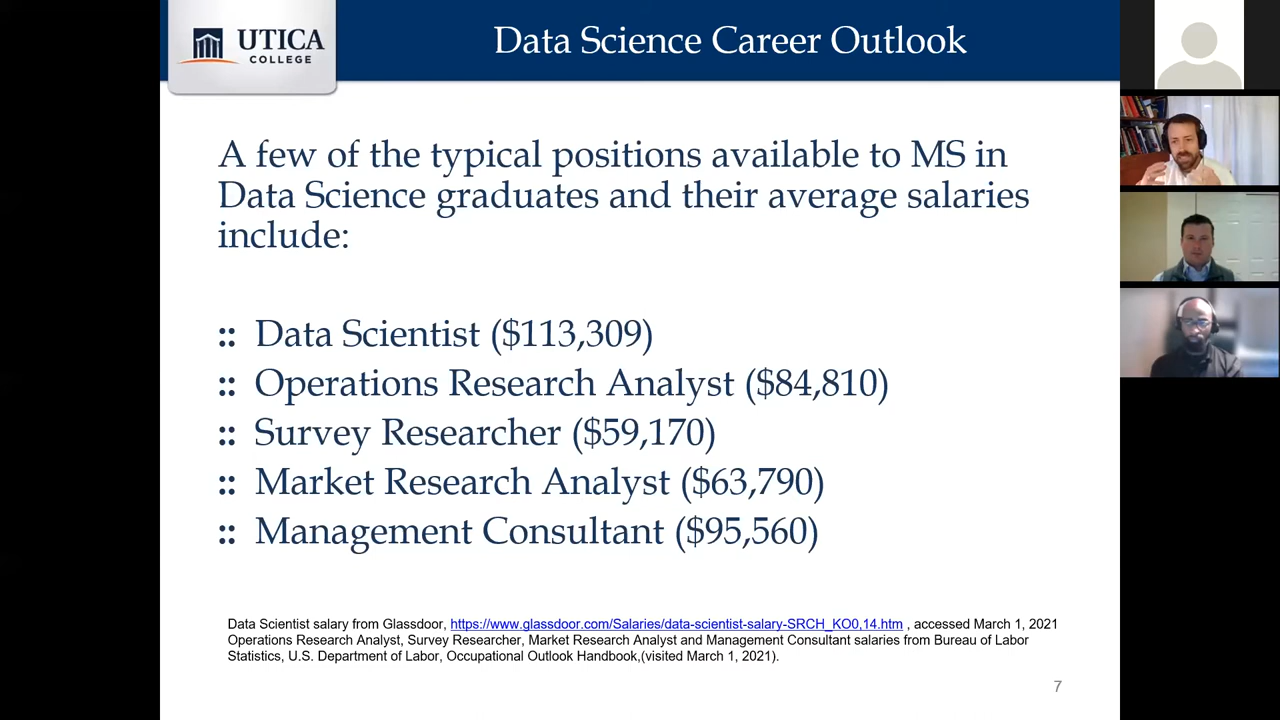 UTICA
COLLEGE
Data Science Career Outlook
A few of the typical positions available to MS in
Data Science graduates and their average salaries
include:
:: Data Scientist ($113,309)
:: Operations Research Analyst ($84,810)
:: Survey Researcher ($59,170)
:: Market Research Analyst ($63,790)
:: Management Consultant ($95,560)
Data Scientist salary from Glassdoor, https://www.glassdoor.com/Salaries/data-scientist-salary-SRCH_KO0,14.htm , accessed March 1, 2021
Operations Research Analyst, Survey Researcher, Market Research Analyst and Management Consultant salaries from Bureau of Labor
Statistics, U.S. Department of Labor, Occupational Outlook Handbook,(visited March 1, 2021).
7